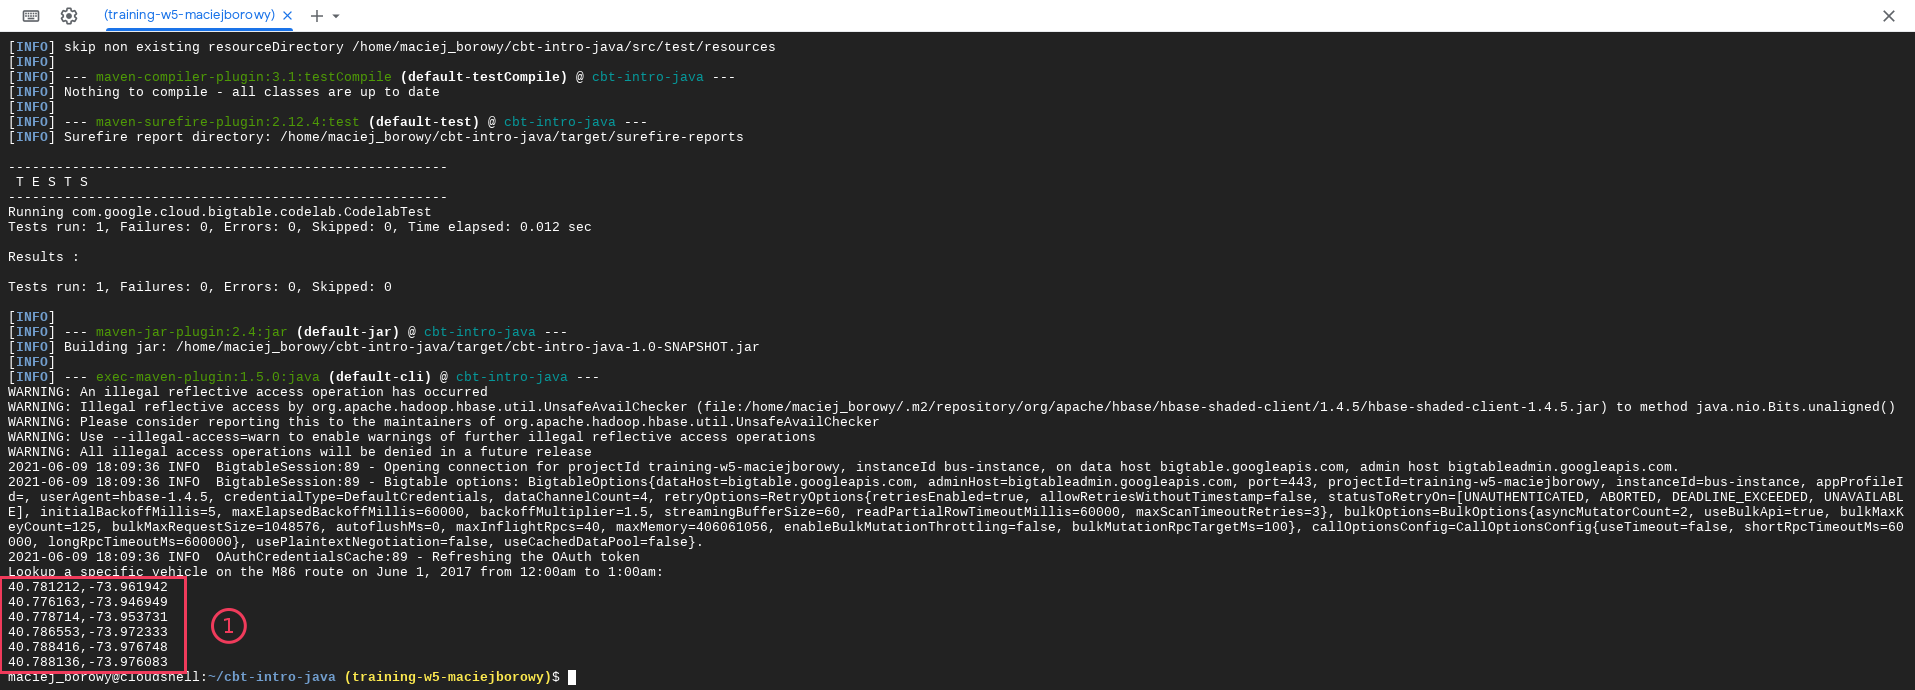 (training-w5-maciejborowy)
[INFO] skip non existing resourceDirectory /home/maciej_borowy/cbt-intro-java/src/test/resources
[INFO]
[INFO] --- maven-compiler-plugin:3.1:testCompile (default-testCompile) @ cbt-intro-java ---
[INFO] Nothing to compile - all classes are up to date
[INFO]
[INFO] --- maven-surefire-plugin:2.12.4:test (default-test) @ cbt-intro-java ---
[INFO] Surefire report directory: /home/maciej_borowy/cbt-intro-java/target/surefire-reports
-------------------------------------------------------
T E S T S
-------------------------------------------------------
Running com.google.cloud.bigtable.codelab.CodelabTest
Tests run: 1, Failures: 0, Errors: 0, Skipped: 0, Time elapsed: 0.012 sec
Results :
Tests run: 1, Failures: 0, Errors: 0, Skipped: 0
[INFO]
[INFO] --- maven-jar-plugin:2.4:jar (default-jar) @ cbt-intro-java ---
[INFO] Building jar: /home/maciej_borowy/cbt-intro-java/target/cbt-intro-java-1.0-SNAPSHOT.jar
[INFO]
[INFO] --- exec-maven-plugin:1.5.0:java (default-cli) @ cbt-intro-java ---
WARNING: An illegal reflective access operation has occurred
WARNING: Illegal reflective access by org.apache.hadoop.hbase.util.UnsafeAvailChecker (file:/home/maciej_borowy/.m2/repository/org/apache/hbase/hbase-shaded-client/1.4.5/hbase-shaded-client-1.4.5.jar) to method java.nio.Bits.unaligned()
WARNING: Please consider reporting this to the maintainers of org.apache.hadoop.hbase.util.UnsafeAvailChecker
WARNING: Use --illegal-access=warn to enable warnings of further illegal reflective access operations
WARNING: All illegal access operations will be denied in a future release
2021-06-09 18:09:36 INFO  BigtableSession:89 - Opening connection for projectId training-w5-maciejborowy, instanceId bus-instance, on data host bigtable.googleapis.com, admin host bigtableadmin.googleapis.com.
2021-06-09 18:09:36 INFO  BigtableSession:89 - Bigtable options: BigtableOptions{dataHost=bigtable.googleapis.com, adminHost=bigtableadmin.googleapis.com, port=443, projectId=training-w5-maciejborowy, instanceId=bus-instance, appProfileI
d=, userAgent=hbase-1.4.5, credentialType=DefaultCredentials, dataChannelCount=4, retryOptions=RetryOptions{retriesEnabled=true, allowRetriesWithoutTimestamp=false, statusToRetryOn=[UNAUTHENTICATED, ABORTED, DEADLINE_EXCEEDED, UNAVAILABL
E], initialBackoffMillis=5, maxElapsedBackoffMillis=60000, backoffMultiplier=1.5, streamingBufferSize=60, readPartialRowTimeoutMillis=60000, maxScanTimeoutRetries=3}, bulkOptions=BulkOptions{asyncMutatorCount=2, useBulkApi=true, bulkMaxK
eyCount=125, bulkMaxRequestSize=1048576, autoflushMs=0, maxInflightRpcs=40, maxMemory=406061056, enableBulkMutationThrottling=false, bulkMutationRpcTargetMs=100}, callOptionsConfig=CallOptionsConfig{useTimeout=false, shortRpcTimeoutMs=60
000, longRpcTimeoutMs=600000}, usePlaintextNegotiation=false, useCachedDataPool=false}.
2021-06-09 18:09:36 INFO  OAuthCredentialsCache:89 - Refreshing the OAuth token
Lookup a specific vehicle on the M86 route on June 1, 2017 from 12:00am to 1:00am:
40.781212,-73.961942
40.776163,-73.946949
40.778714,-73.953731
40.786553,-73.972333
40.788416,-73.976748
40.788136,-73.976083
1
maciej_borowy@cloudshell:~/cbt-intro-java (training-w5-maciejborowy)$